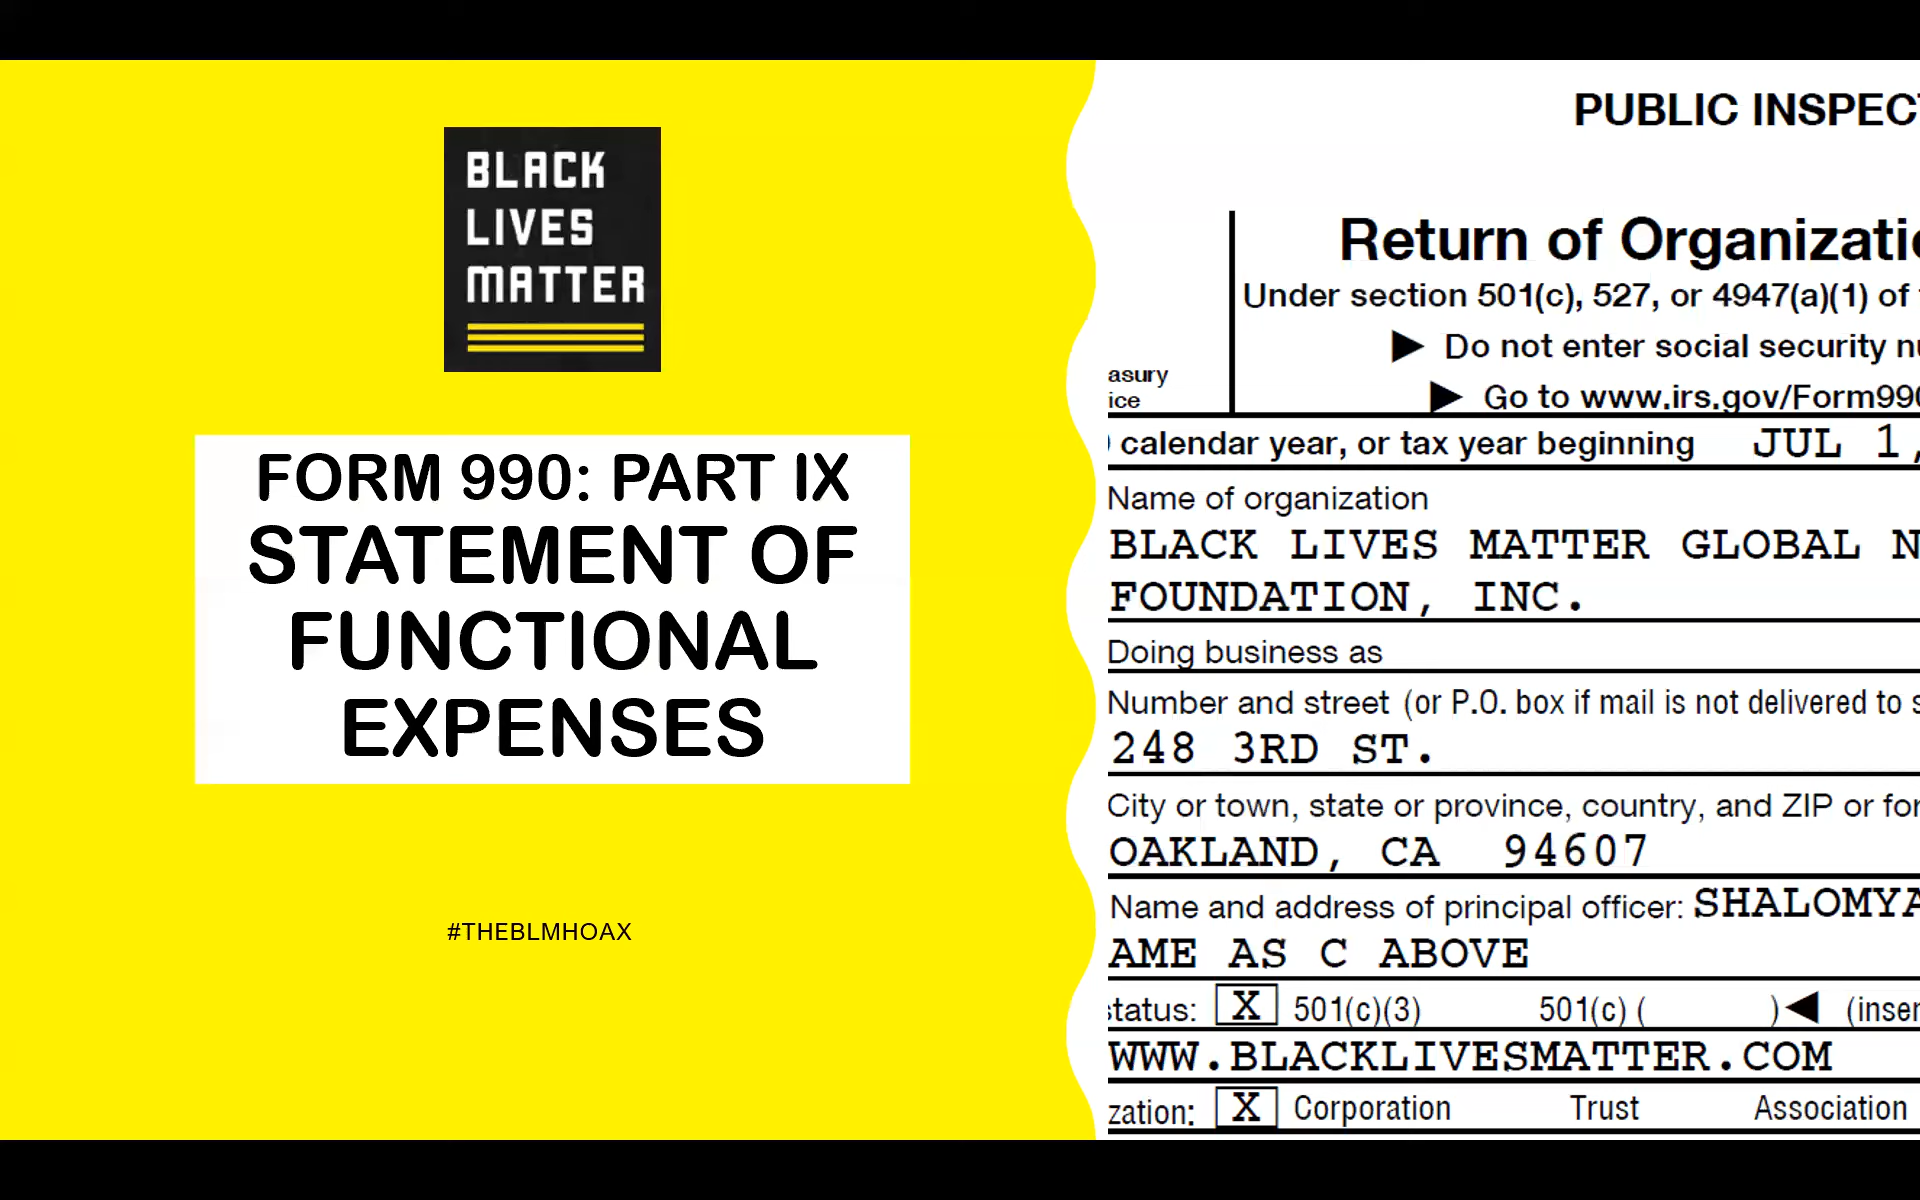 BLACK
LIVES
MATTER
FORM 990: PART IX
STATEMENT OF
FUNCTIONAL
EXPENSES
#THEBLMHOAX
PUBLIC INSPEC
Return of Organizati
Under section 501(c), 527, or 4947(a)(1) of
▶ Do not enter social security n
▶ Go to www.irs.gov/Form990
asury
ice
calendar year, or tax year beginning JUL 1,
Name of organization
BLACK LIVES MATTER GLOBAL N
FOUNDATION, INC.
Doing business as
Number and street (or P.O. box if mail is not delivered to s
248 3RD ST.
City or town, state or province, country, and ZIP or for
OAKLAND, CA 94607
Name and address of principal officer: SHALOMYA
AME AS C ABOVE
status: X 501(c)(3) 501(c) ( )◀ (inser
WWW.BLACKLIVESMATTER.COM
zation: X Corporation Trust Association